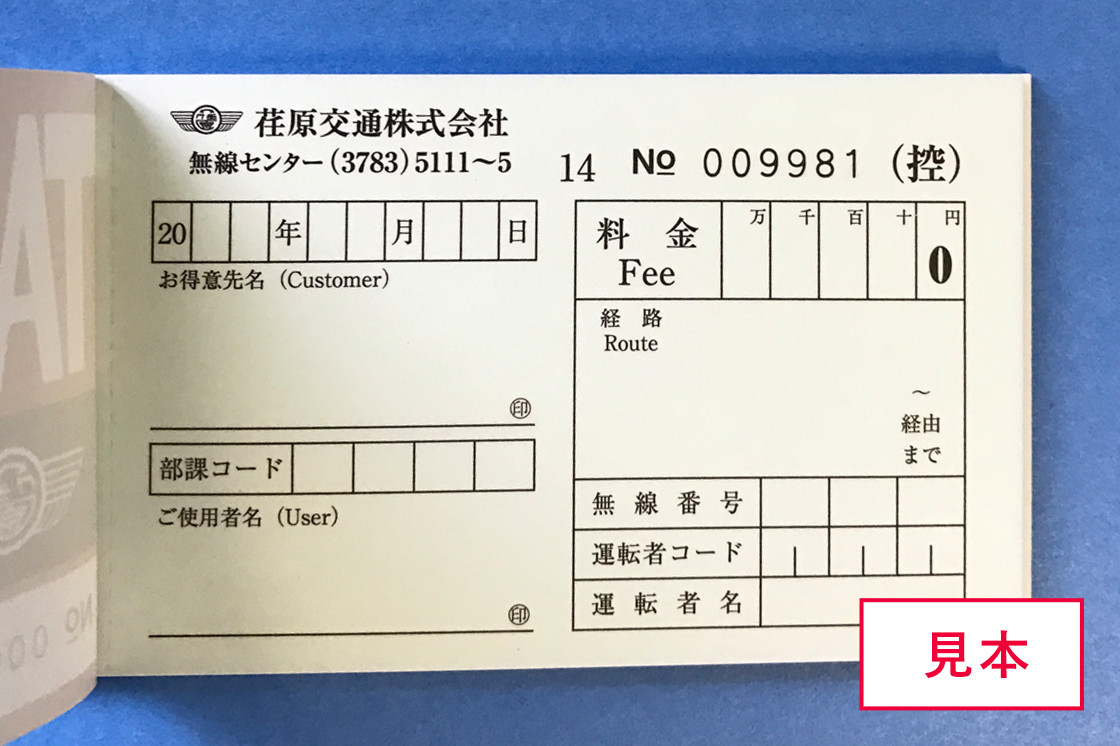 荏原交通株式会社
無線センター(3783)5111〜5
14 № 009981 (控)
20 年 月 日
お得意先名 (Customer)
㊞
部課コード
ご使用者名 (User)
㊞
料 金 万 千 百 十 円
Fee 0
経 路
Route
〜
経由
まで
無 線 番 号
運転者コード
運 転 者 名
見本
AT
№ 00